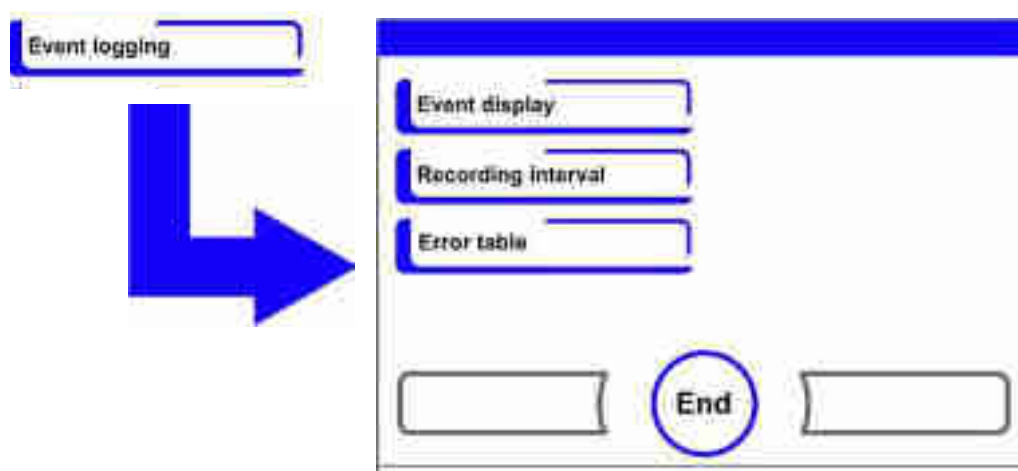 Event logging
Event display
Recording interval
Error table
End